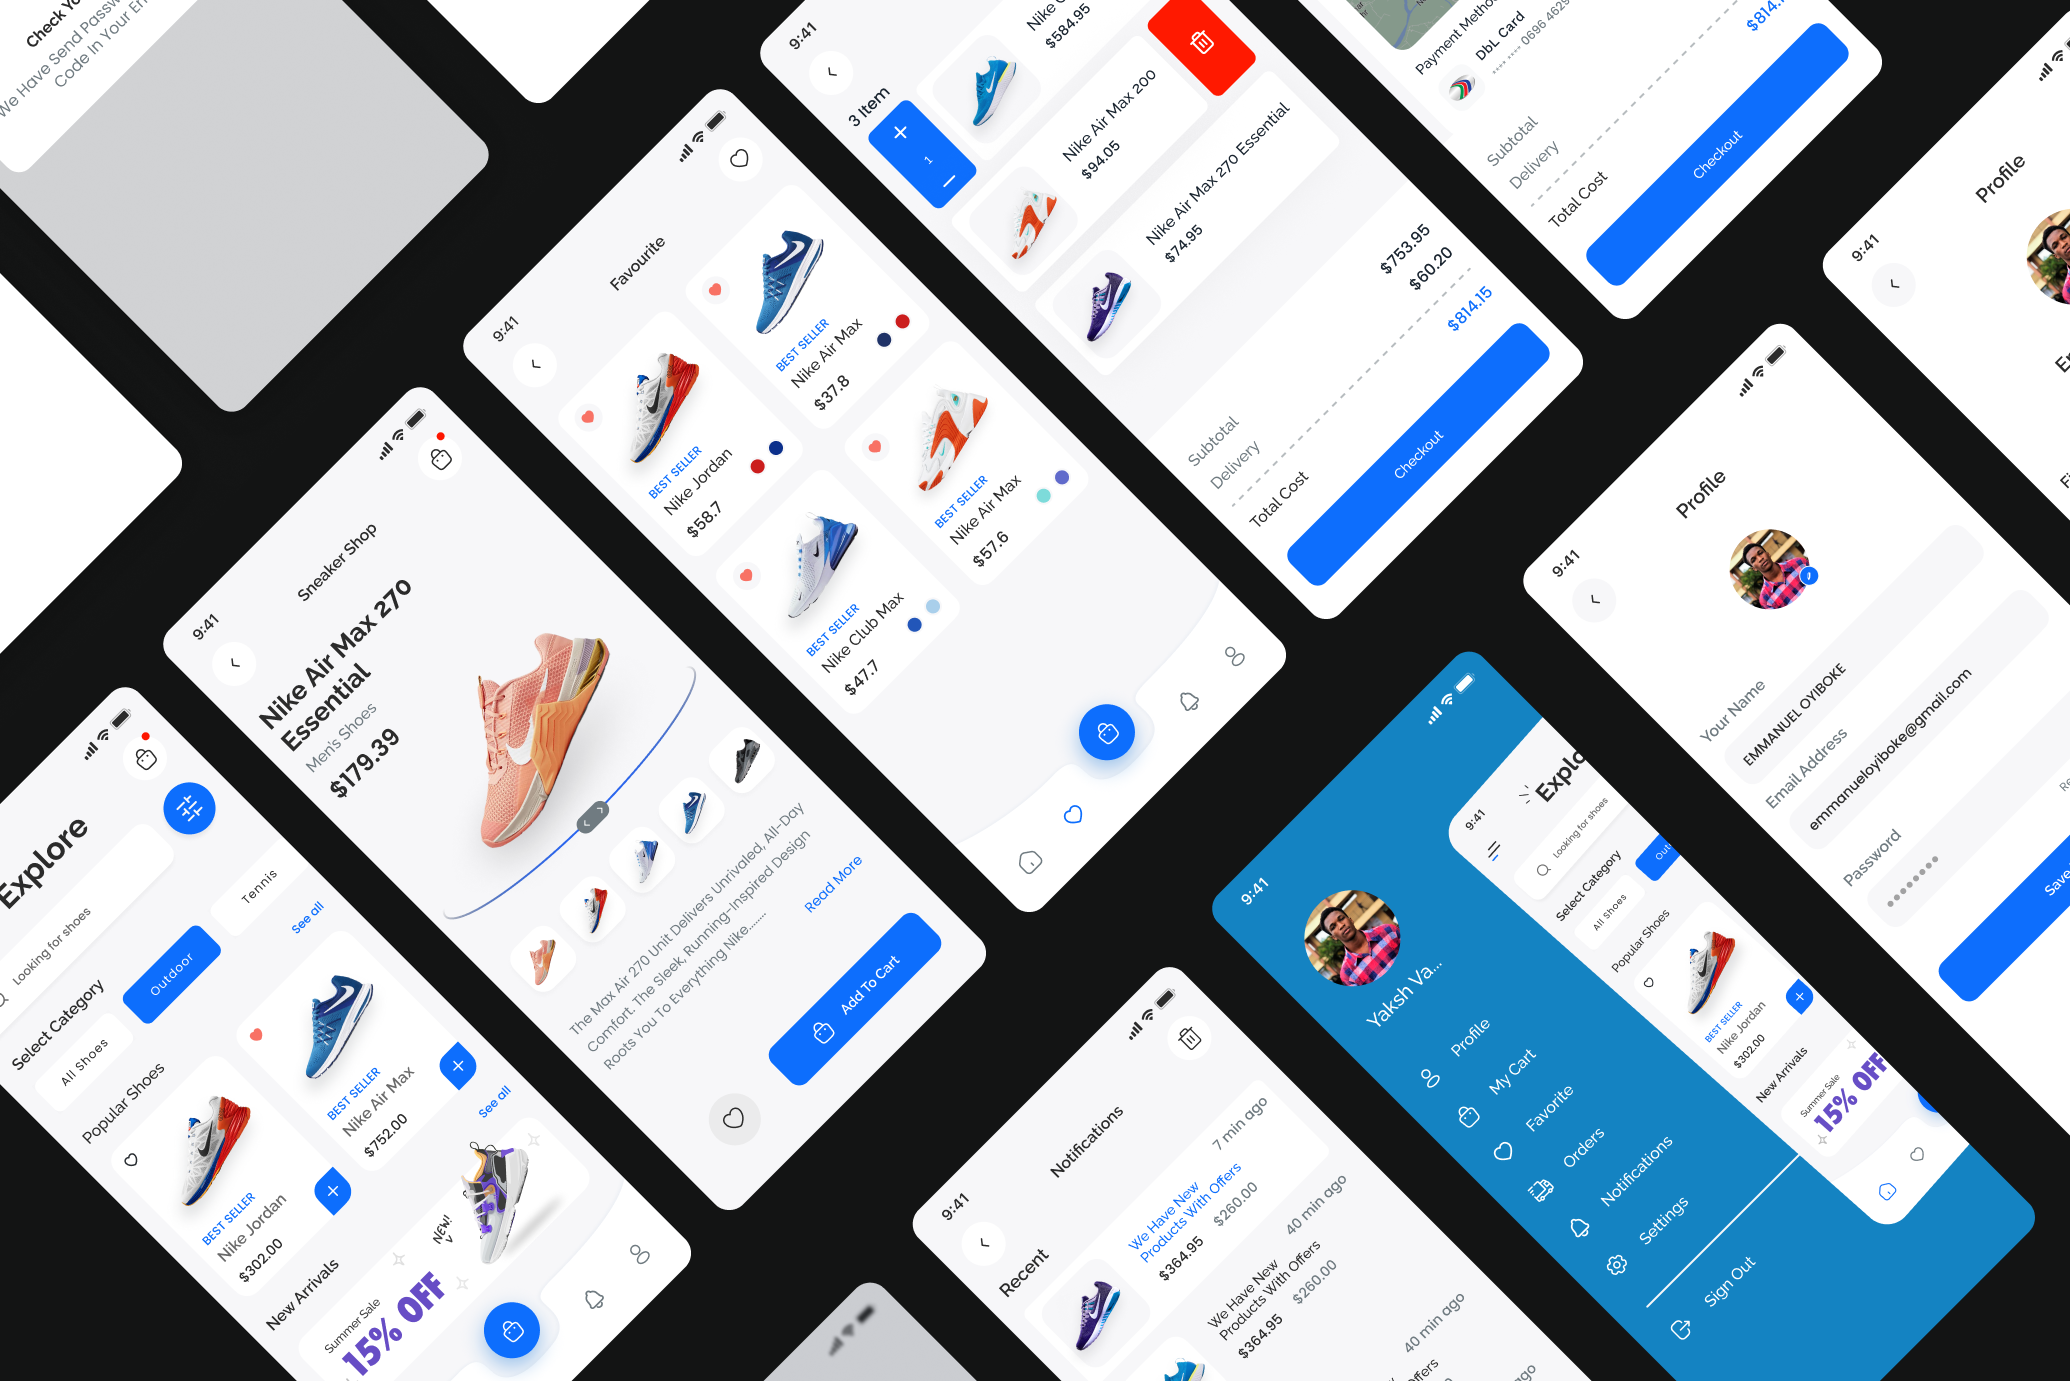 Check Yo
We Have Send Passw
Code In Your Em
9:41
Explore
Looking for shoes
Select Category
All Shoes
Outdoor
Tennis
Popular Shoes
See all
BEST SELLER
Nike Jordan
$302.00
BEST SELLER
Nike Air Max
$752.00
New Arrivals
See all
Summer Sale
15% OFF
NEW!
9:41
Sneaker Shop
Nike Air Max 270
Essential
Men's Shoes
$179.39
The Max Air 270 Unit Delivers Unrivaled, All-Day
Comfort. The Sleek, Running-Inspired Design
Roots You To Everything Nike.......
Read More
Add To Cart
9:41
Favourite
BEST SELLER
Nike Jordan
$58.7
BEST SELLER
Nike Air Max
$37.8
BEST SELLER
Nike Club Max
$47.7
BEST SELLER
Nike Air Max
$57.6
9:41
3 Item
Nike C
$584.95
1
Nike Air Max 200
$94.05
Nike Air Max 270 Essential
$74.95
Subtotal
$753.95
Delivery
$60.20
Total Cost
$814.15
Checkout
Payment Metho
DbL Card
**** 0696 4629
Subtotal
Delivery
Total Cost
$814.1
Checkout
9:41
Notifications
Recent
We Have New
Products With Offers
$364.95 $260.00
7 min ago
We Have New
Products With Offers
$364.95 $260.00
40 min ago
40 min ago
9:41
Yaksh Va...
Profile
My Cart
Favorite
Orders
Notifications
Settings
Sign Out
9:41
Explo
Looking for shoes
Select Category
All Shoes
Out
Popular Shoes
BEST SELLER
Nike Jordan
$302.00
New Arrivals
Summer Sale
15% OFF
9:41
Profile
Your Name
EMMANUEL OYIBOKE
Email Address
emmanueloyiboke@gmail.com
Password
Re
Save
9:41
Profile